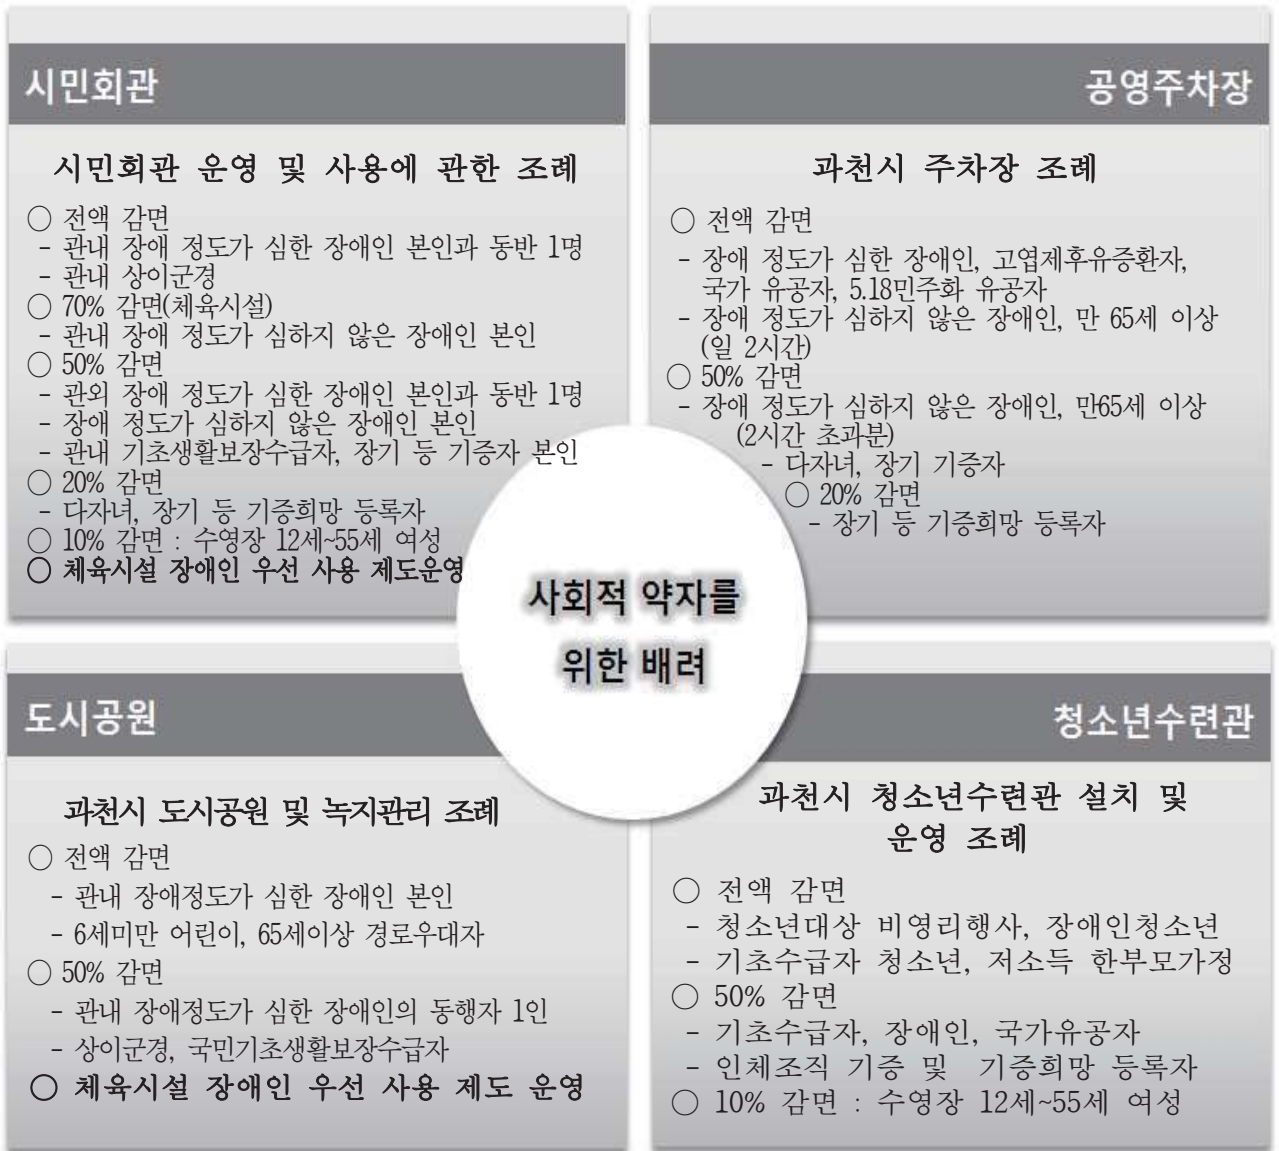 시민회관
시민회관 운영 및 사용에 관한 조례
○ 전액 감면
- 관내 장애 정도가 심한 장애인 본인과 동반 1명
- 관내 상이군경
○ 70% 감면(체육시설)
- 관내 장애 정도가 심하지 않은 장애인 본인
○ 50% 감면
- 관외 장애 정도가 심한 장애인 본인과 동반 1명
- 장애 정도가 심하지 않은 장애인 본인
- 관내 기초생활보장수급자, 장기 등 기증자 본인
○ 20% 감면
- 다자녀, 장기 등 기증희망 등록자
○ 10% 감면 : 수영장 12세~55세 여성
○ 체육시설 장애인 우선 사용 제도운영
공영주차장
과천시 주차장 조례
○ 전액 감면
- 장애 정도가 심한 장애인, 고엽제후유증환자,
국가 유공자, 5.18민주화 유공자
- 장애 정도가 심하지 않은 장애인, 만 65세 이상
(일 2시간)
○ 50% 감면
- 장애 정도가 심하지 않은 장애인, 만65세 이상
(2시간 초과분)
- 다자녀, 장기 기증자
○ 20% 감면
- 장기 등 기증희망 등록자
사회적 약자를
위한 배려
도시공원
과천시 도시공원 및 녹지관리 조례
○ 전액 감면
- 관내 장애정도가 심한 장애인 본인
- 6세미만 어린이, 65세이상 경로우대자
○ 50% 감면
- 관내 장애정도가 심한 장애인의 동행자 1인
- 상이군경, 국민기초생활보장수급자
○ 체육시설 장애인 우선 사용 제도 운영
청소년수련관
과천시 청소년수련관 설치 및
운영 조례
○ 전액 감면
- 청소년대상 비영리행사, 장애인청소년
- 기초수급자 청소년, 저소득 한부모가정
○ 50% 감면
- 기초수급자, 장애인, 국가유공자
- 인체조직 기증 및 기증희망 등록자
○ 10% 감면 : 수영장 12세~55세 여성